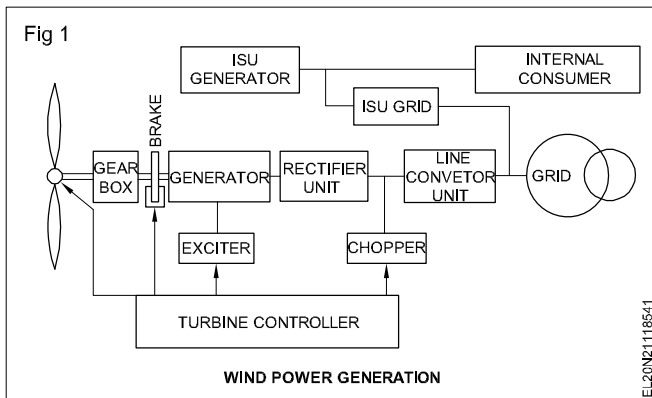 Fig 1
ISU
GENERATOR
INTERNAL
CONSUMER
ISU GRID
BRAKE
GEAR
BOX
GENERATOR
RECTIFIER
UNIT
LINE
CONVETOR
UNIT
GRID
EXCITER
CHOPPER
TURBINE CONTROLLER
WIND POWER GENERATION
EL20N21118541